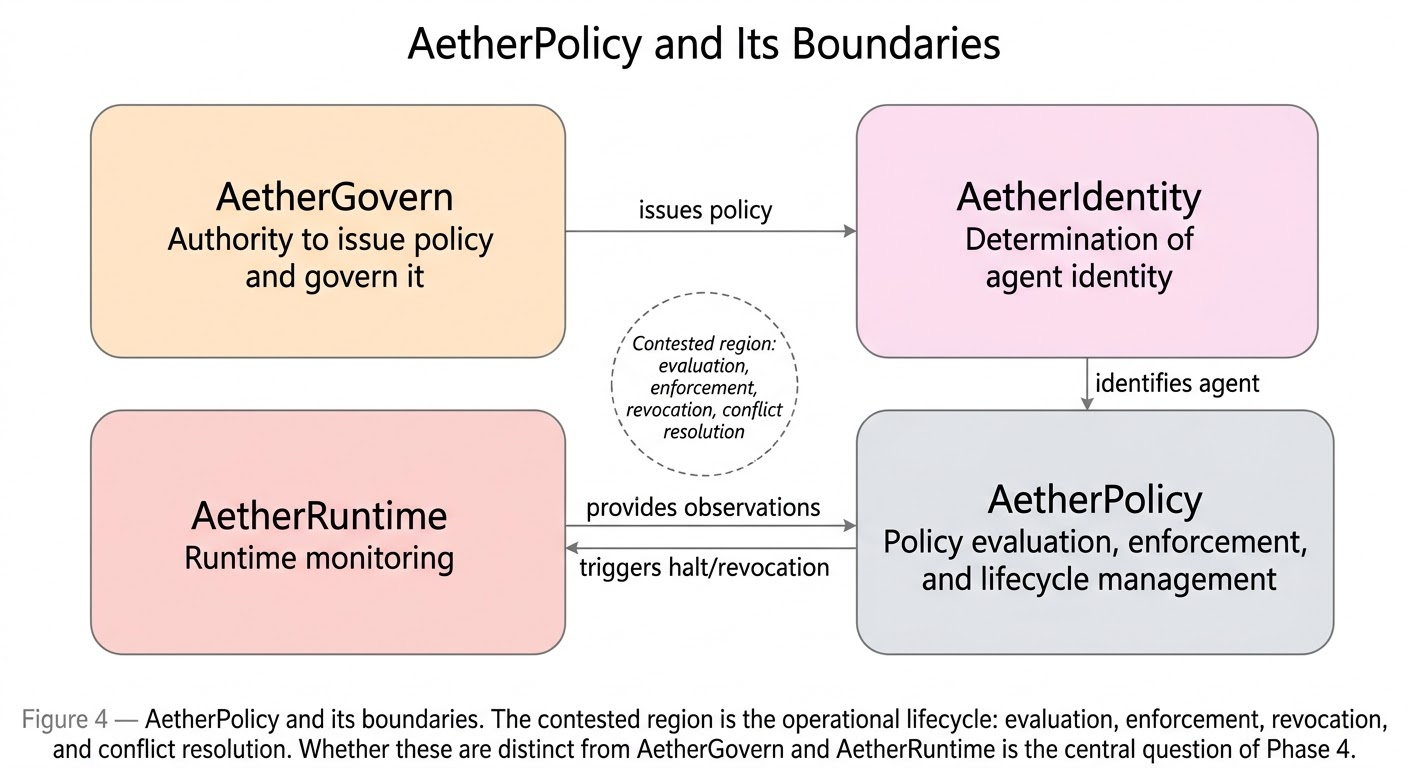 AetherPolicy and Its Boundaries
AetherGovern
Authority to issue policy
and govern it
issues policy
AetherIdentity
Determination of
agent identity
Contested region:
evaluation,
enforcement,
revocation, conflict
resolution
identifies agent
AetherRuntime
Runtime monitoring
provides observations
triggers halt/revocation
AetherPolicy
Policy evaluation, enforcement,
and lifecycle management
Figure 4 — AetherPolicy and its boundaries. The contested region is the operational lifecycle: evaluation, enforcement, revocation,
and conflict resolution. Whether these are distinct from AetherGovern and AetherRuntime is the central question of Phase 4.